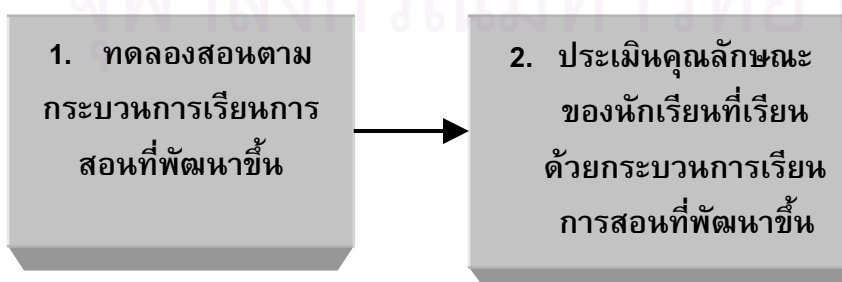 1. ทดลองสอนตาม
กระบวนการเรียนการ
สอนที่พัฒนาขึ้น
2. ประเมินคุณลักษณะ
ของนักเรียนที่เรียน
ด้วยกระบวนการเรียน
การสอนที่พัฒนาขึ้น